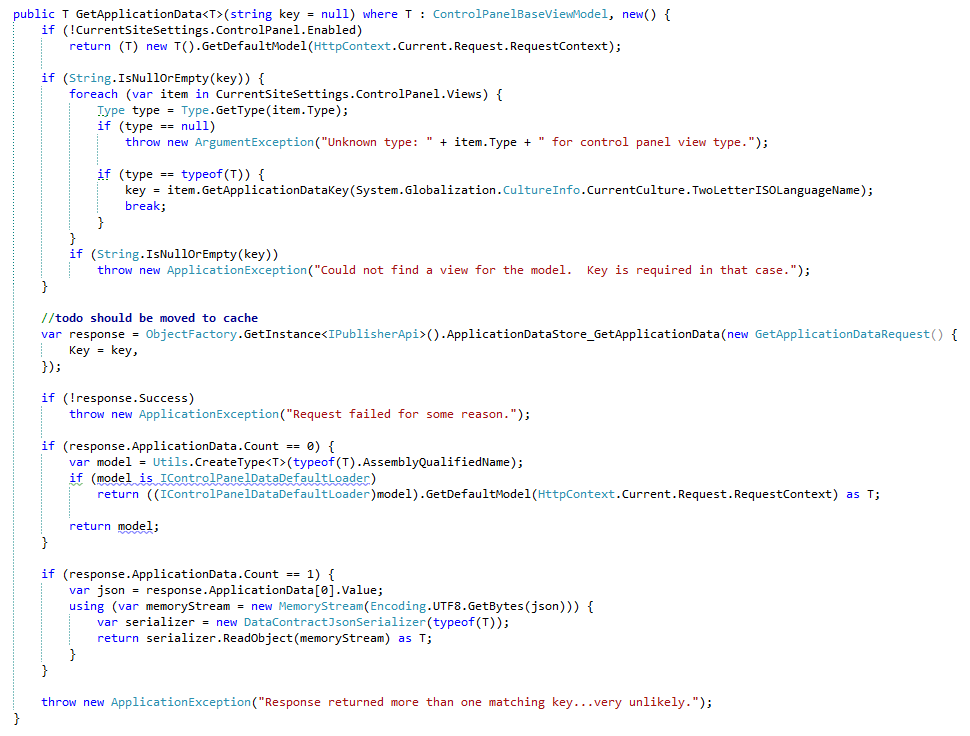 public T GetApplicationData<T>(string key = null) where T : ControlPanelBaseViewModel, new() {
    if (!CurrentSiteSettings.ControlPanel.Enabled)
        return (T) new T().GetDefaultModel(HttpContext.Current.Request.RequestContext);

    if (String.IsNullOrEmpty(key)) {
        foreach (var item in CurrentSiteSettings.ControlPanel.Views) {
            Type type = Type.GetType(item.Type);
            if (type == null)
                throw new ArgumentException("Unknown type: " + item.Type + " for control panel view type.");

            if (type == typeof(T)) {
                key = item.GetApplicationDataKey(System.Globalization.CultureInfo.CurrentCulture.TwoLetterISOLanguageName);
                break;
            }
        }
        if (String.IsNullOrEmpty(key))
            throw new ApplicationException("Could not find a view for the model.  Key is required in that case.");
    }

    //todo should be moved to cache
    var response = ObjectFactory.GetInstance<IPublisherApi>().ApplicationDataStore_GetApplicationData(new GetApplicationDataRequest() {
        Key = key,
    });

    if (!response.Success)
        throw new ApplicationException("Request failed for some reason.");

    if (response.ApplicationData.Count == 0) {
        var model = Utils.CreateType<T>(typeof(T).AssemblyQualifiedName);
        if (model is IControlPanelDataDefaultLoader)
            return ((IControlPanelDataDefaultLoader)model).GetDefaultModel(HttpContext.Current.Request.RequestContext) as T;

        return model;
    }

    if (response.ApplicationData.Count == 1) {
        var json = response.ApplicationData[0].Value;
        using (var memoryStream = new MemoryStream(Encoding.UTF8.GetBytes(json))) {
            var serializer = new DataContractJsonSerializer(typeof(T));
            return serializer.ReadObject(memoryStream) as T;
        }
    }

    throw new ApplicationException("Response returned more than one matching key...very unlikely.");
}